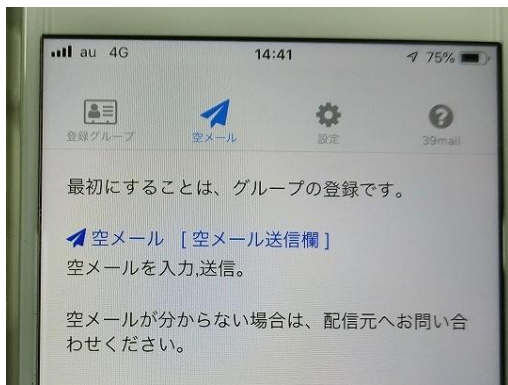 au 4G 14:41 75%
登録グループ 空メール 設定 39mail
最初にすることは、グループの登録です。
空メール [空メール送信欄]
空メールを入力,送信。
空メールが分からない場合は、配信元へお問い合
わせください。